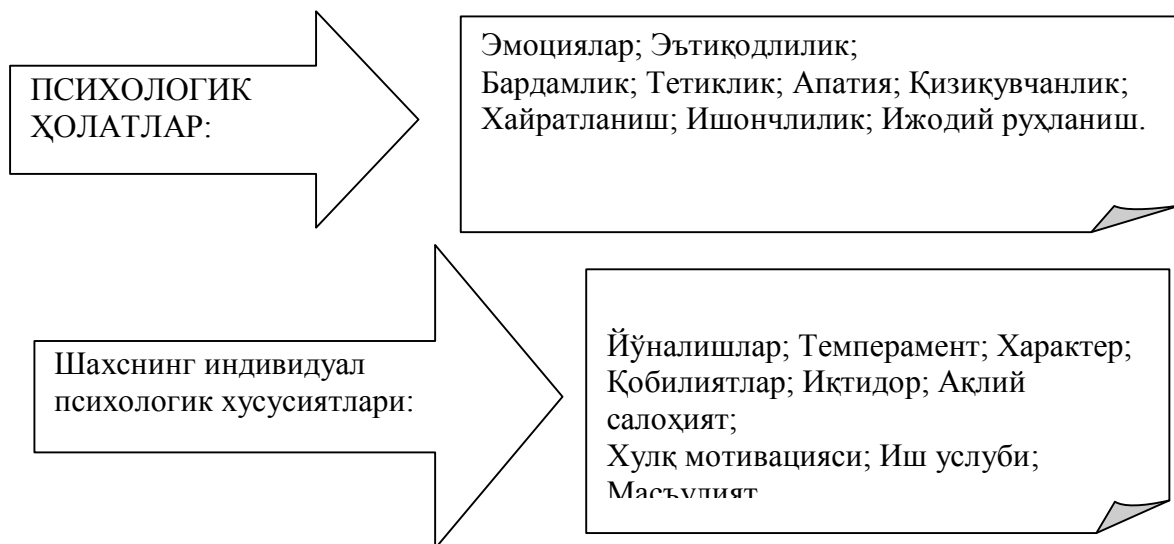 ПСИХОЛОГИК
ҲОЛАТЛАР:
Эмоциялар; Эътиқодлилик;
Бардамлик; Тетиклик; Апатия; Қизиқувчанлик;
Хайратланиш; Ишончлилик; Ижодий руҳланиш.
Шахснинг индивидуал
психологик хусусиятлари:
Йўналишлар; Темперамент; Характер;
Қобилиятлар; Иқтидор; Ақлий
салоҳият;
Хулқ мотивацияси; Иш услуби;
Масъулият